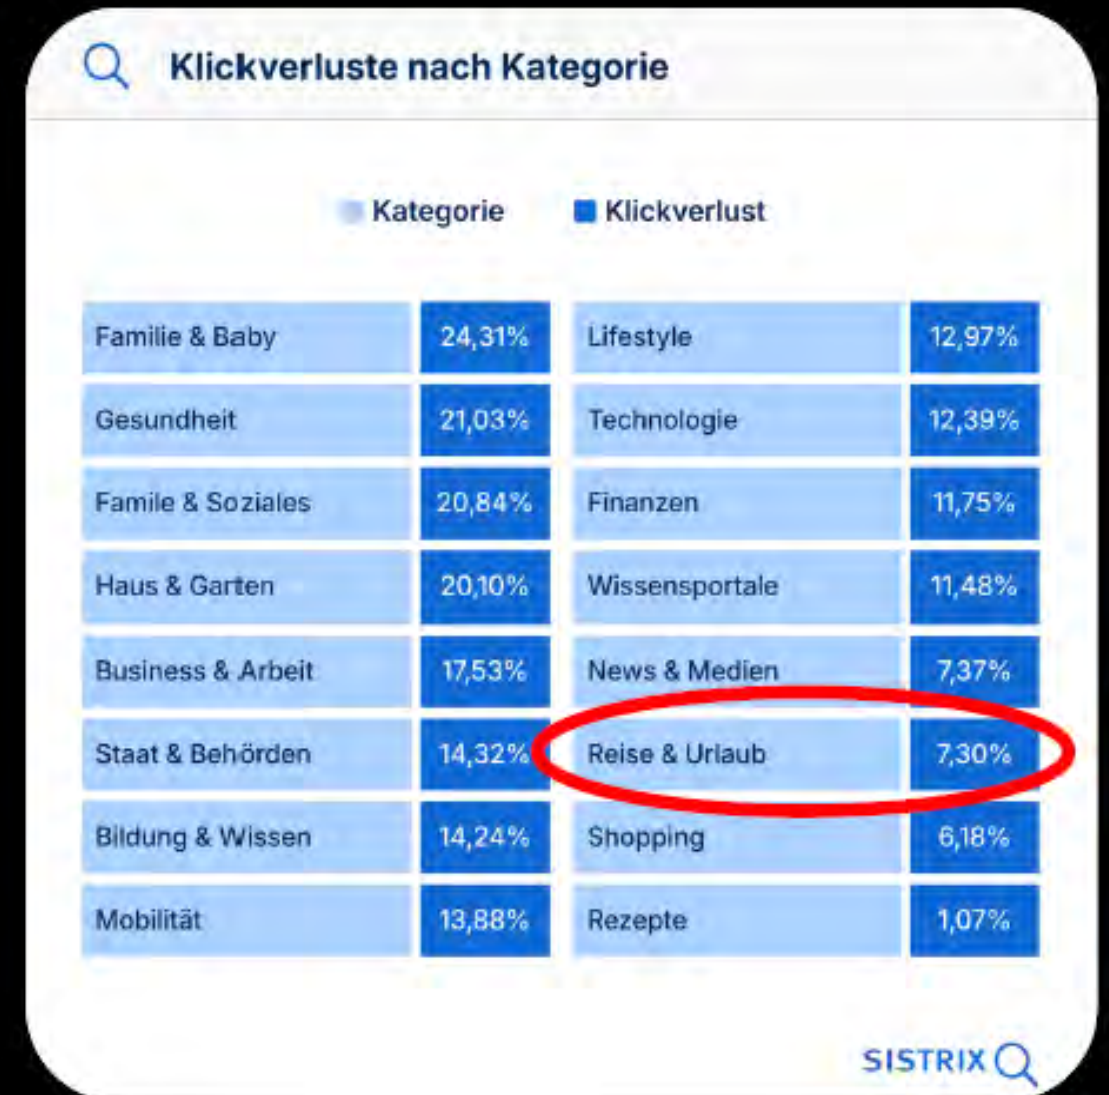 Klickverluste nach Kategorie
Kategorie Klickverlust
Familie & Baby 24,31% Lifestyle 12,97%
Gesundheit 21,03% Technologie 12,39%
Famile & Soziales 20,84% Finanzen 11,75%
Haus & Garten 20,10% Wissensportale 11,48%
Business & Arbeit 17,53% News & Medien 7,37%
Staat & Behörden 14,32% Reise & Urlaub 7,30%
Bildung & Wissen 14,24% Shopping 6,18%
Mobilität 13,88% Rezepte 1,07%
SISTRIX